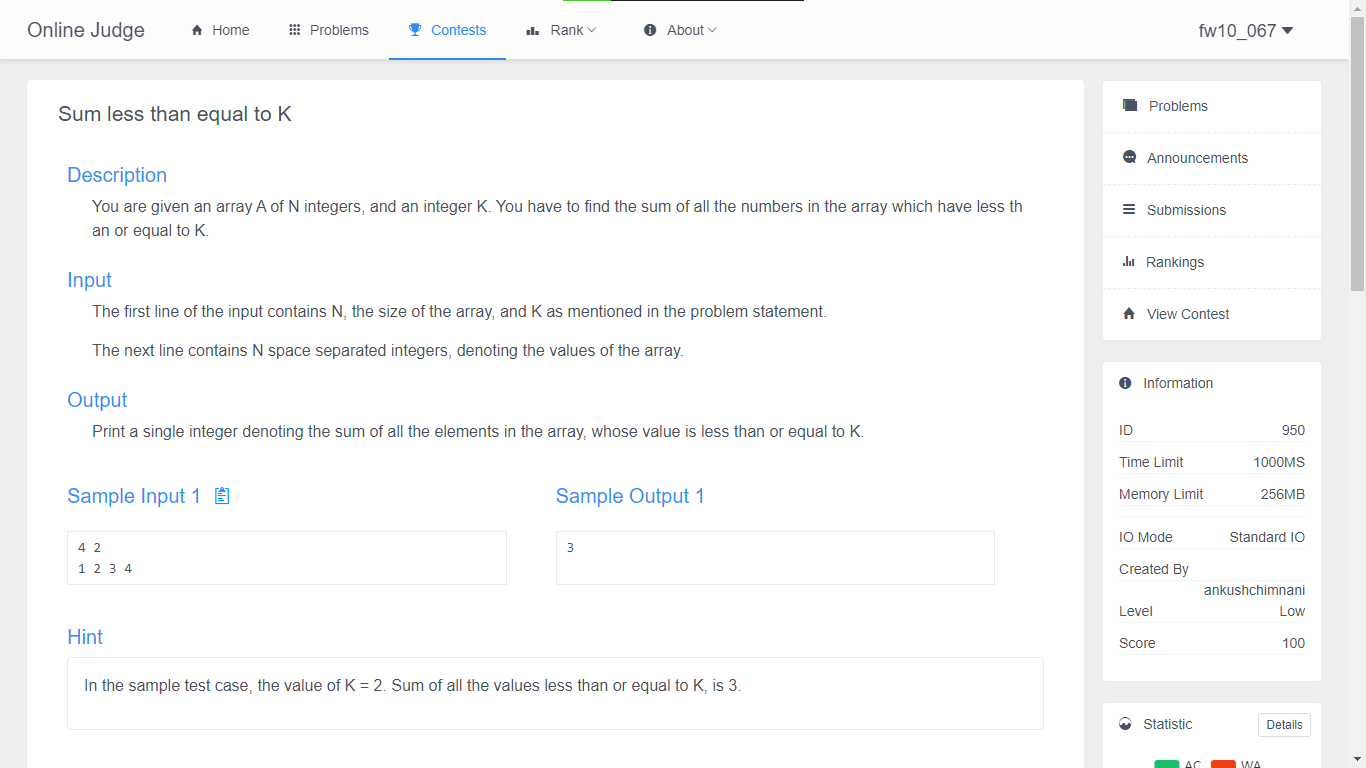 Online Judge
Home
Problems
Contests
Rank
About
fw10_067
Sum less than equal to K
Description
You are given an array A of N integers, and an integer K. You have to find the sum of all the numbers in the array which have less th
an or equal to K.
Input
The first line of the input contains N, the size of the array, and K as mentioned in the problem statement.
The next line contains N space separated integers, denoting the values of the array.
Output
Print a single integer denoting the sum of all the elements in the array, whose value is less than or equal to K.
Sample Input 1
4 2
1 2 3 4
Sample Output 1
3
Hint
In the sample test case, the value of K = 2. Sum of all the values less than or equal to K, is 3.
Problems
Announcements
Submissions
Rankings
View Contest
Information
ID 950
Time Limit 1000MS
Memory Limit 256MB
IO Mode Standard IO
Created By
ankushchimnani
Level Low
Score 100
Statistic Details
AC WA